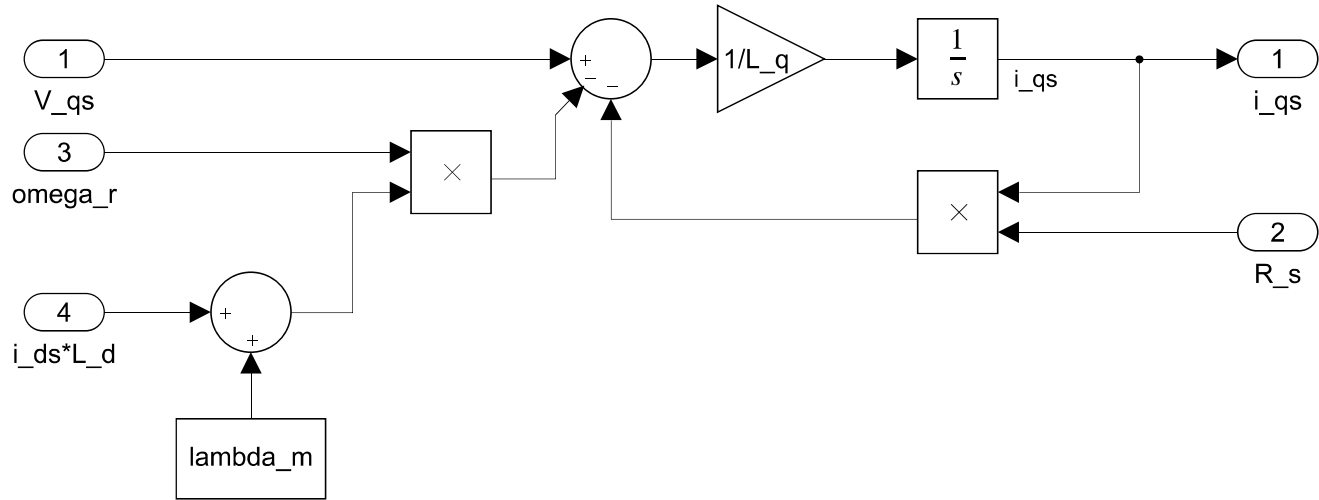 1
V_qs
3
omega_r
4
i_ds*L_d
lambda_m
+
+
×
+
−
−
1/L_q
1
s
i_qs
1
i_qs
×
2
R_s